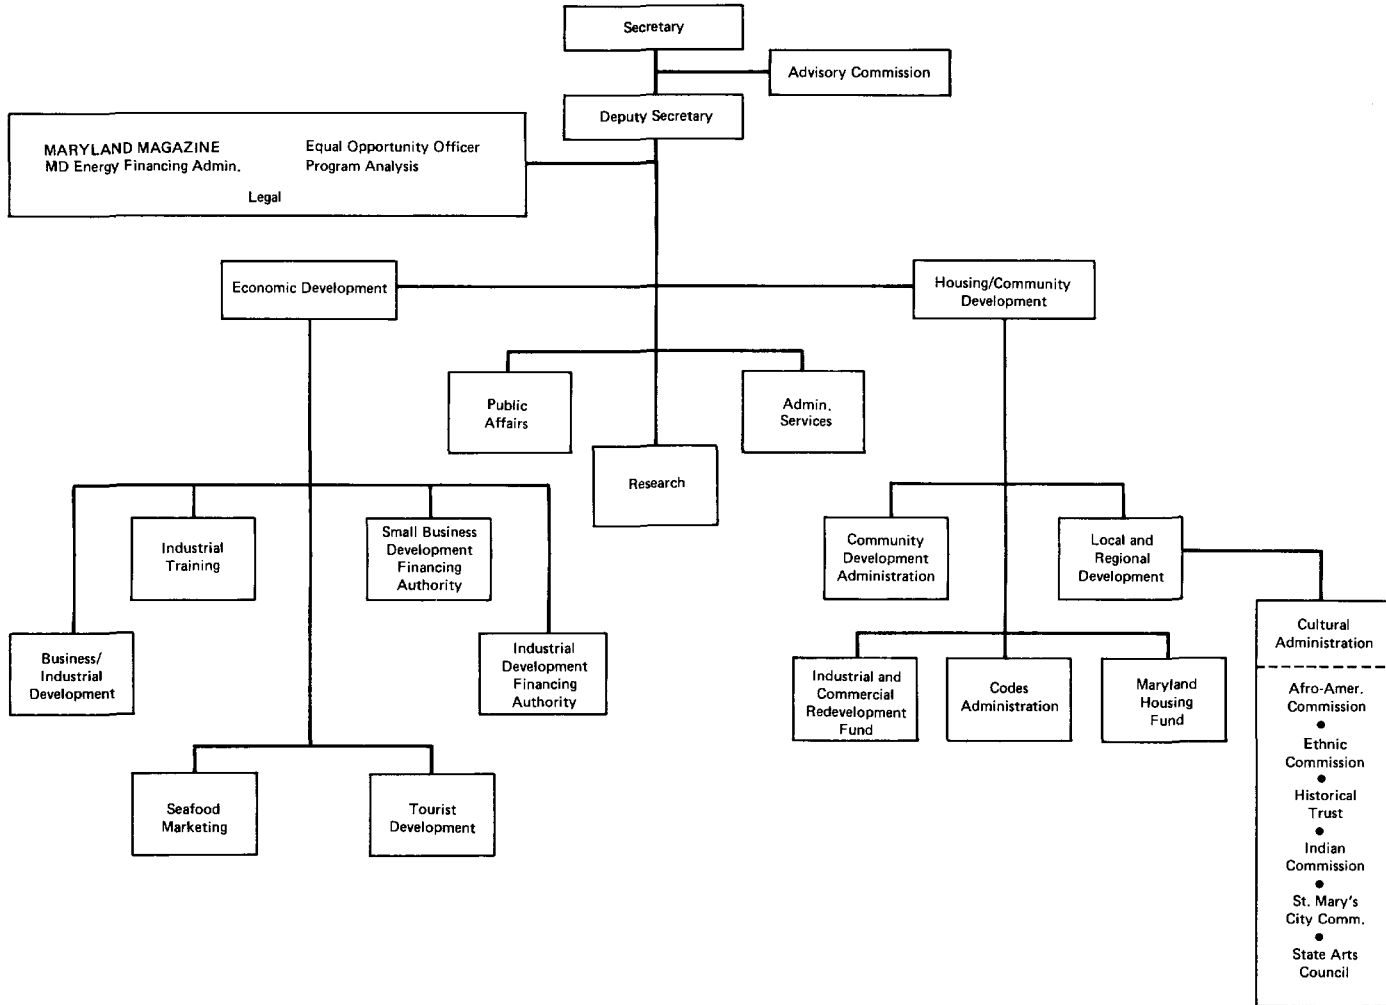 Secretary
Advisory Commission
Deputy Secretary
MARYLAND MAGAZINE
MD Energy Financing Admin.
Equal Opportunity Officer
Program Analysis
Legal
Economic Development
Housing/Community
Development
Public
Affairs
Admin.
Services
Research
Industrial
Training
Small Business
Development
Financing
Authority
Community
Development
Administration
Local and
Regional
Development
Business/
Industrial
Development
Industrial
Development
Financing
Authority
Industrial and
Commercial
Redevelopment
Fund
Codes
Administration
Maryland
Housing
Fund
Cultural
Administration
Afro-Amer.
Commission
Ethnic
Commission
Historical
Trust
Indian
Commission
St. Mary's
City Comm.
State Arts
Council
Seafood
Marketing
Tourist
Development